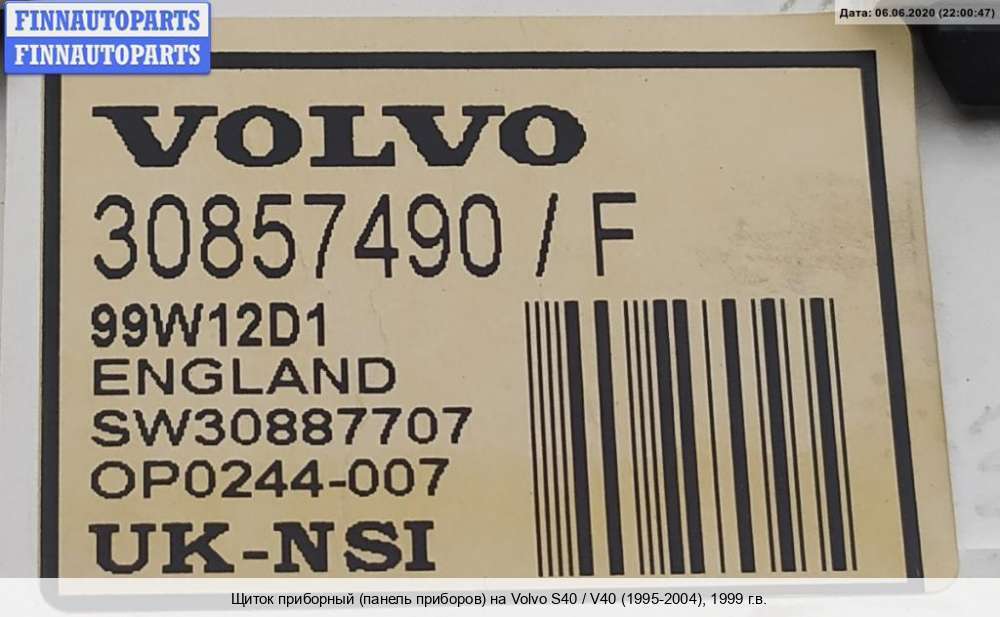 FINNAUTOPARTS
FINNAUTOPARTS
Дата: 06.06.2020 (22:00:47)
VOLVO
30857490 / F
99W12D1
ENGLAND
SW30887707
OP0244-007
UK-NSI
Щиток приборный (панель приборов) на Volvo S40 / V40 (1995-2004), 1999 г.в.